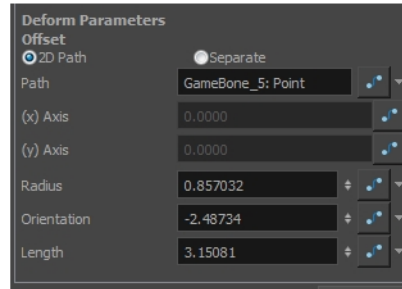 Deform Parameters
Offset
2D Path Separate
Path GameBone_5: Point
(x) Axis 0.0000
(y) Axis 0.0000
Radius 0.857032
Orientation -2.48734
Length 3.15081